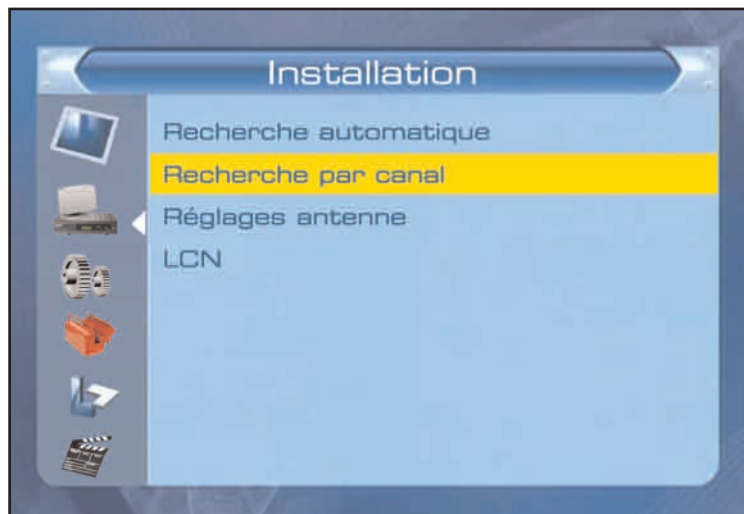 Installation
Recherche automatique
Recherche par canal
Réglages antenne
LCN